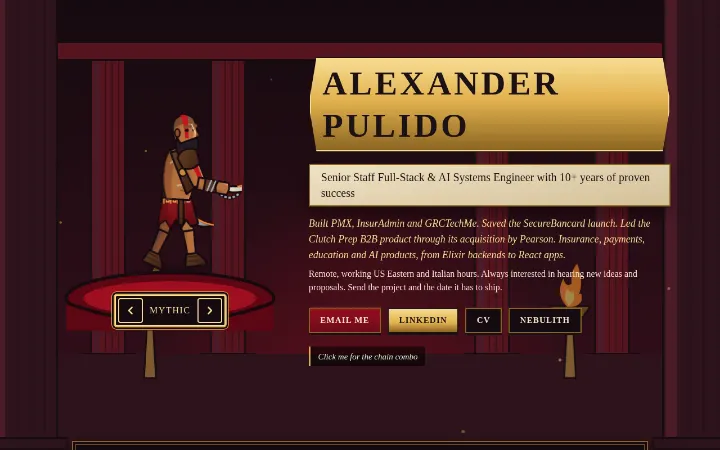 ALEXANDER
PULIDO
Senior Staff Full-Stack & AI Systems Engineer with 10+ years of proven
success
Built PMX, InsurAdmin and GRCTechMe. Saved the SecureBancard launch. Led the
Clutch Prep B2B product through its acquisition by Pearson. Insurance, payments,
education and AI products, from Elixir backends to React apps.
Remote, working US Eastern and Italian hours. Always interested in hearing new ideas and
proposals. Send the project and the date it has to ship.
MYTHIC
EMAIL ME LINKEDIN CV NEBULITH
Click me for the chain combo